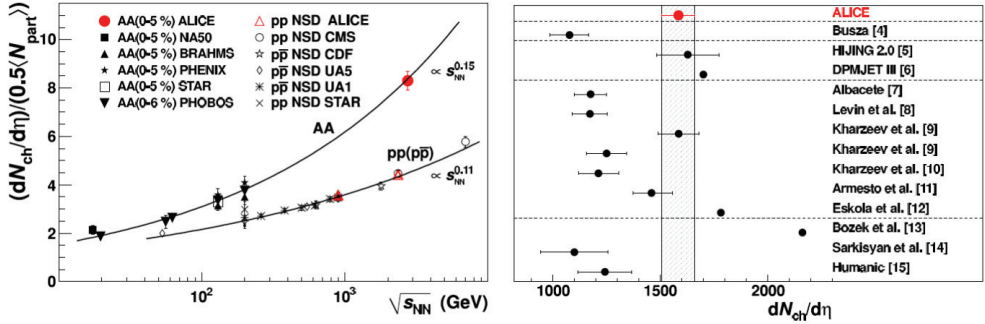 (dN_ch/dη)/(0.5⟨N_part⟩)
10
8
6
4
2
0
AA(0-5 %) ALICE
AA(0-5 %) NA50
AA(0-5 %) BRAHMS
AA(0-5 %) PHENIX
AA(0-5 %) STAR
AA(0-6 %) PHOBOS
pp NSD ALICE
pp NSD CMS
pp̅ NSD CDF
pp̅ NSD UA5
pp̅ NSD UA1
pp NSD STAR
∝ s_NN^0.15
AA
pp(pp̅)
∝ s_NN^0.11
10²
10³
√s_NN (GeV)
ALICE
Busza [4]
HIJING 2.0 [5]
DPMJET III [6]
Albacete [7]
Levin et al. [8]
Kharzeev et al. [9]
Kharzeev et al. [9]
Kharzeev et al. [10]
Armesto et al. [11]
Eskola et al. [12]
Bozek et al. [13]
Sarkisyan et al. [14]
Humanic [15]
1000
1500
2000
dN_ch/dη